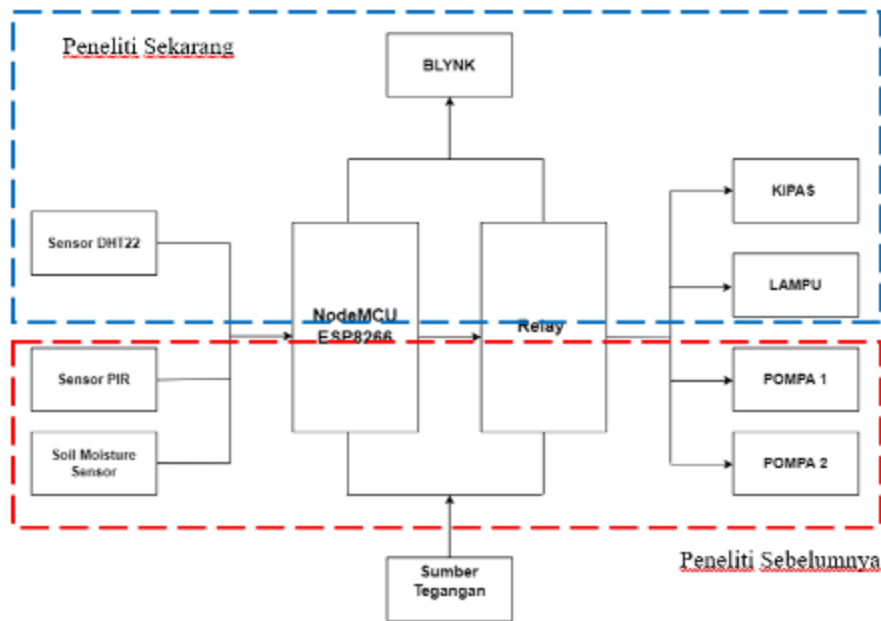 Peneliti Sekarang
BLYNK
KIPAS
Sensor DHT22
LAMPU
NodeMCU
ESP8266
Relay
Sensor PIR
POMPA 1
Soil Moisture
Sensor
POMPA 2
Peneliti Sebelumnya
Sumber
Tegangan